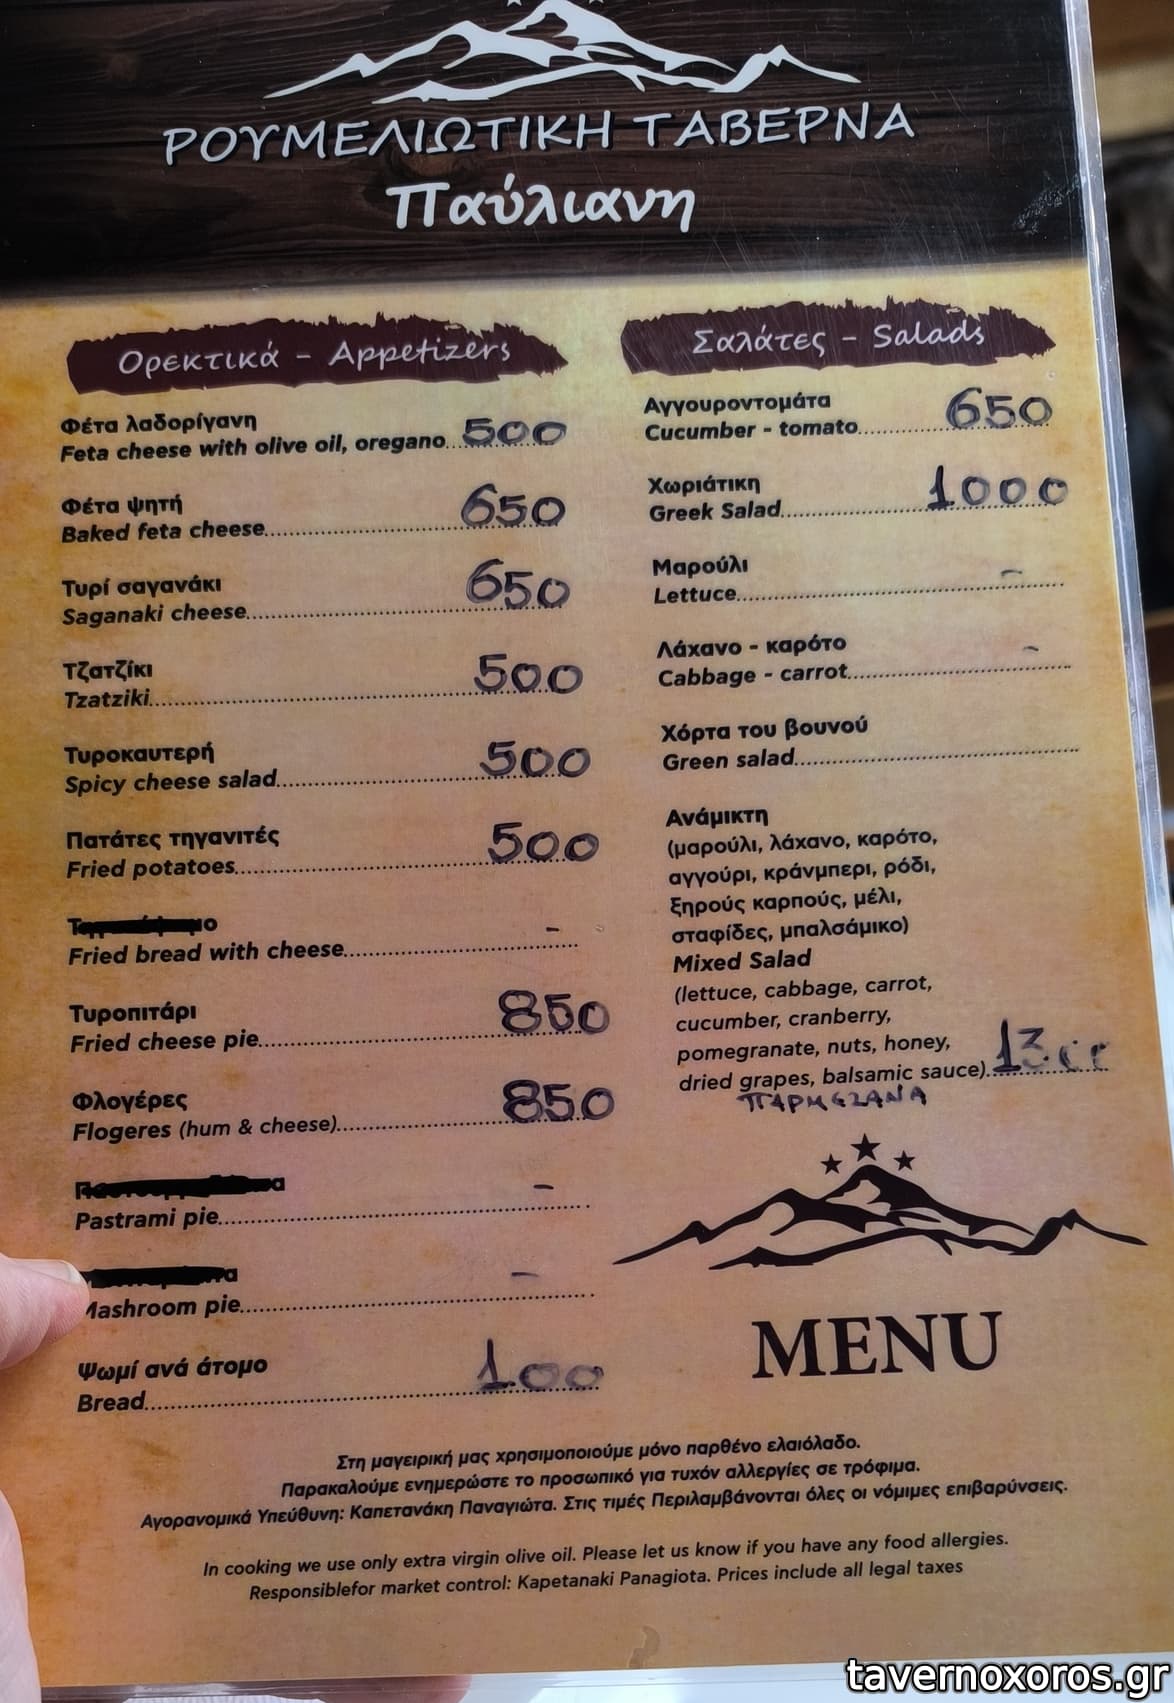 ΡΟΥΜΕΛΙΩΤΙΚΗ ΤΑΒΕΡΝΑ
Παύλιανη
Ορεκτικά - Appetizers
Φέτα λαδορίγανη
Feta cheese with olive oil, oregano 500
Φέτα ψητή
Baked feta cheese 650
Τυρί σαγανάκι
Saganaki cheese 650
Τζατζίκι
Tzatziki 500
Τυροκαυτερή
Spicy cheese salad 500
Πατάτες τηγανιτές
Fried potatoes 500
Fried bread with cheese -
Τυροπιτάρι
Fried cheese pie 850
Φλογέρες
Flogeres (hum & cheese) 850
Pastrami pie -
Mashroom pie -
Ψωμί ανά άτομο
Bread 100
Σαλάτες - Salads
Αγγουροντομάτα
Cucumber - tomato 650
Χωριάτικη
Greek Salad 1000
Μαρούλι
Lettuce -
Λάχανο - καρότο
Cabbage - carrot -
Χόρτα του βουνού
Green salad
Ανάμικτη
(μαρούλι, λάχανο, καρότο,
αγγούρι, κράνμπερι, ρόδι,
ξηρούς καρπούς, μέλι,
σταφίδες, μπαλσάμικο)
Mixed Salad
(lettuce, cabbage, carrot,
cucumber, cranberry,
pomegranate, nuts, honey,
dried grapes, balsamic sauce)
ΠΑΡΜΕΖΑΝΑ
MENU
Στη μαγειρική μας χρησιμοποιούμε μόνο παρθένο ελαιόλαδο.
Παρακαλούμε ενημερώστε το προσωπικό για τυχόν αλλεργίες σε τρόφιμα.
Αγορανομικά Υπεύθυνη: Καπετανάκη Παναγιώτα. Στις τιμές Περιλαμβάνονται όλες οι νόμιμες επιβαρύνσεις.
In cooking we use only extra virgin olive oil. Please let us know if you have any food allergies.
Responsiblefor market control: Kapetanaki Panagiota. Prices include all legal taxes
tavernoxoros.gr